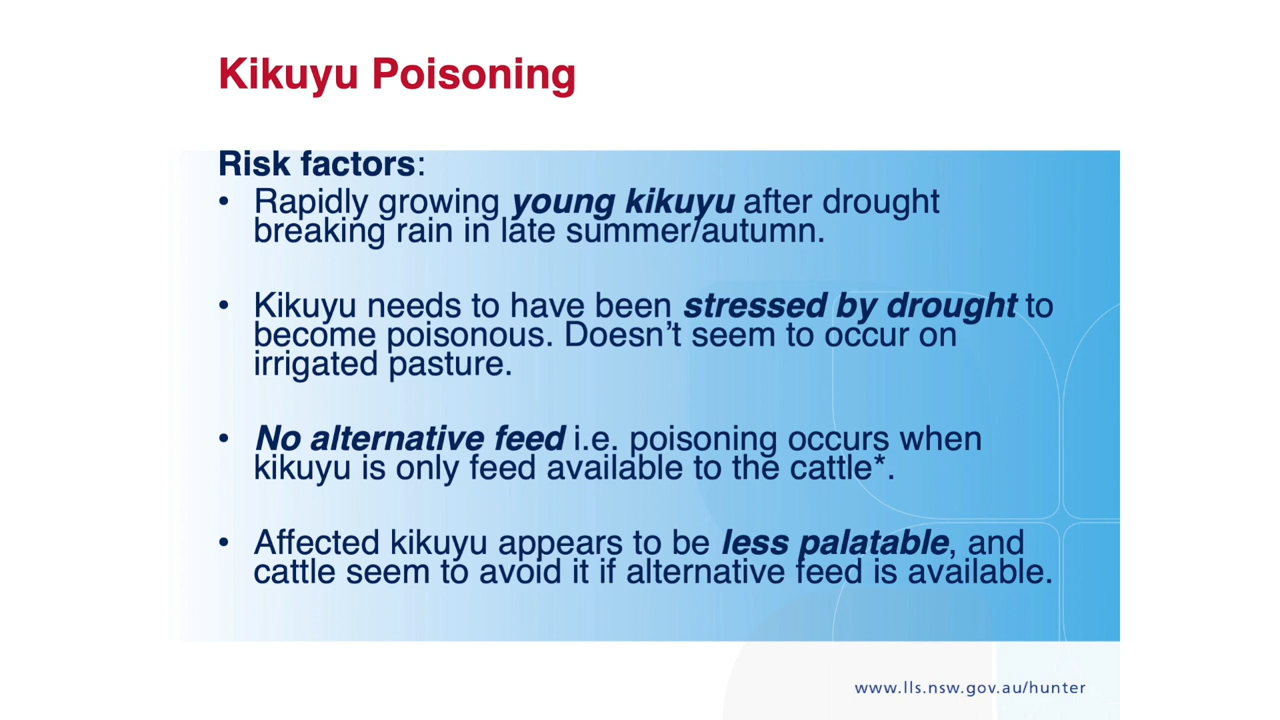 Kikuyu Poisoning
Risk factors:
• Rapidly growing young kikuyu after drought
breaking rain in late summer/autumn.
• Kikuyu needs to have been stressed by drought to
become poisonous. Doesn’t seem to occur on
irrigated pasture.
• No alternative feed i.e. poisoning occurs when
kikuyu is only feed available to the cattle*.
• Affected kikuyu appears to be less palatable, and
cattle seem to avoid it if alternative feed is available.
www.lls.nsw.gov.au/hunter